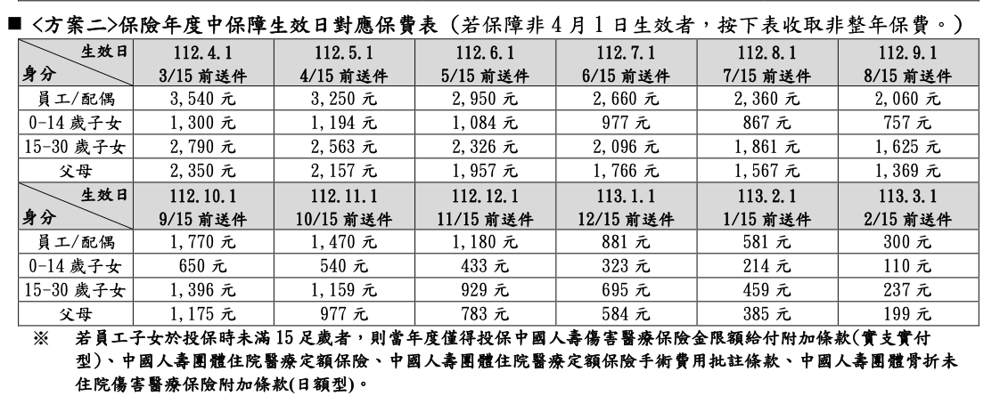 ■ <方案二>保險年度中保障生效日對應保費表（若保障非 4 月 1 日生效者，按下表收取非整年保費。）
生效日 112.4.1 112.5.1 112.6.1 112.7.1 112.8.1 112.9.1
身分 3/15 前送件 4/15 前送件 5/15 前送件 6/15 前送件 7/15 前送件 8/15 前送件
員工/配偶 3,540 元 3,250 元 2,950 元 2,660 元 2,360 元 2,060 元
0-14 歲子女 1,300 元 1,194 元 1,084 元 977 元 867 元 757 元
15-30 歲子女 2,790 元 2,563 元 2,326 元 2,096 元 1,861 元 1,625 元
父母 2,350 元 2,157 元 1,957 元 1,766 元 1,567 元 1,369 元
生效日 112.10.1 112.11.1 112.12.1 113.1.1 113.2.1 113.3.1
身分 9/15 前送件 10/15 前送件 11/15 前送件 12/15 前送件 1/15 前送件 2/15 前送件
員工/配偶 1,770 元 1,470 元 1,180 元 881 元 581 元 300 元
0-14 歲子女 650 元 540 元 433 元 323 元 214 元 110 元
15-30 歲子女 1,396 元 1,159 元 929 元 695 元 459 元 237 元
父母 1,175 元 977 元 783 元 584 元 385 元 199 元
※ 若員工子女於投保時未滿 15 足歲者，則當年度僅得投保中國人壽傷害醫療保險金限額給付附加條款(實支實付
型)、中國人壽團體住院醫療定額保險、中國人壽團體住院醫療定額保險手術費用批註條款、中國人壽團體骨折未
住院傷害醫療保險附加條款(日額型)。